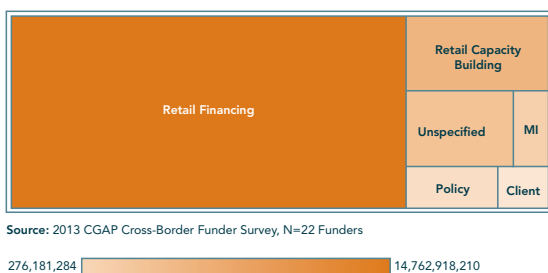 Retail Financing
Retail Capacity
Building
Unspecified
MI
Policy
Client
Source: 2013 CGAP Cross-Border Funder Survey, N=22 Funders
276,181,284
14,762,918,210